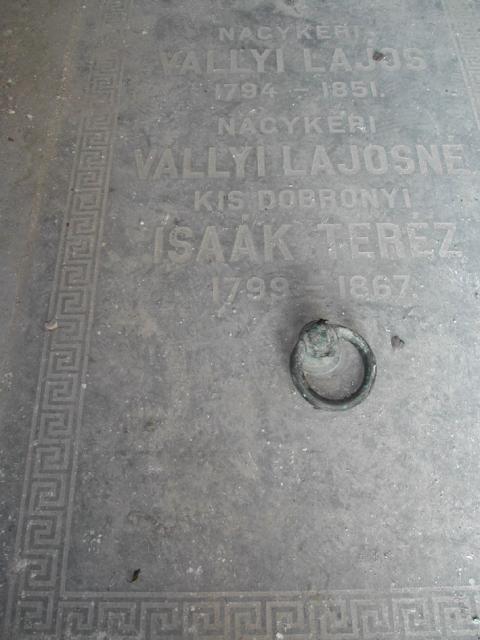 NAGYKÉRI
VÁLLYI LAJOS
1794 – 1851.
NAGYKÉRI
VÁLLYI LAJOSNÉ
KIS DOBRONYI
ISAÁK TERÉZ
1799 – 1867.